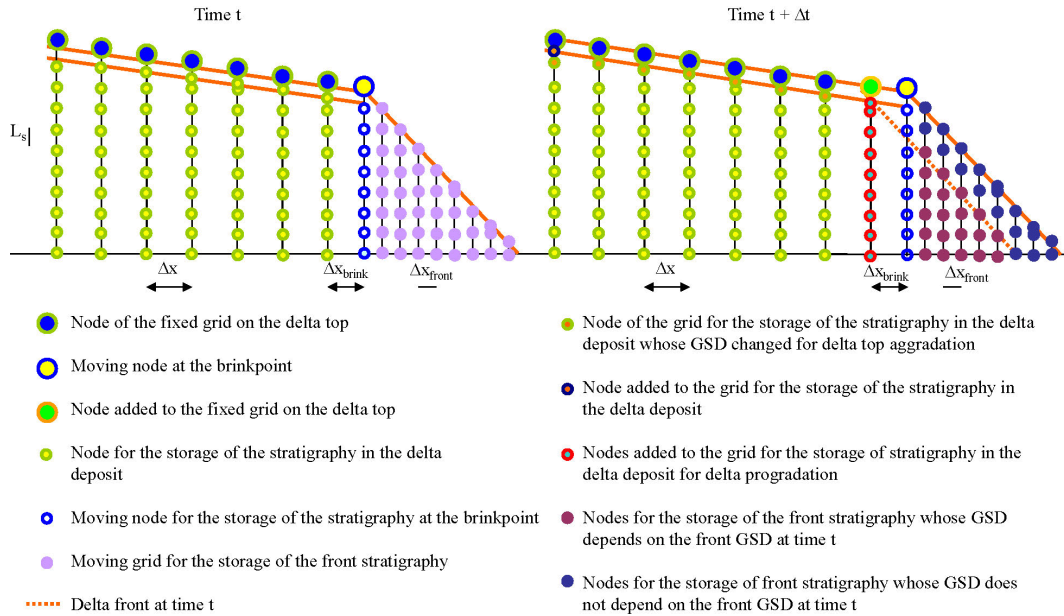 Time t
Time t + Δt
Ls
Δx
Δxbrink
Δxfront
Δx
Δxbrink
Δxfront
Node of the fixed grid on the delta top
Moving node at the brinkpoint
Node added to the fixed grid on the delta top
Node for the storage of the stratigraphy in the delta
deposit
Moving node for the storage of the stratigraphy at the brinkpoint
Moving grid for the storage of the front stratigraphy
Delta front at time t
Node of the grid for the storage of the stratigraphy in the delta
deposit whose GSD changed for delta top aggradation
Node added to the grid for the storage of the stratigraphy in
the delta deposit
Nodes added to the grid for the storage of stratigraphy in the
delta deposit for delta progradation
Nodes for the storage of the front stratigraphy whose GSD
depends on the front GSD at time t
Nodes for the storage of front stratigraphy whose GSD does
not depend on the front GSD at time t